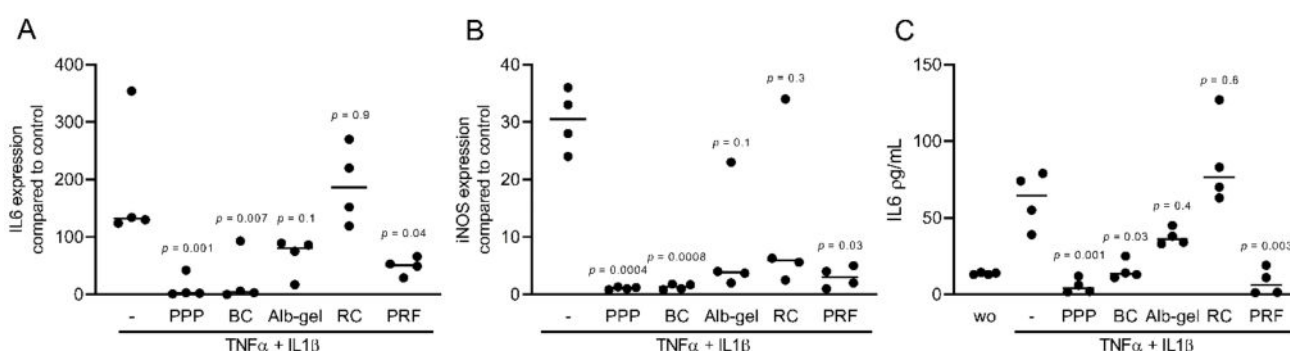 A
IL6 expression
compared to control
400
300
200
100
0
p = 0.001
p = 0.007
p = 0.1
p = 0.9
p = 0.04
- PPP BC Alb-gel RC PRF
TNFα + IL1β
B
iNOS expression
compared to control
40
30
20
10
0
p = 0.0004
p = 0.0008
p = 0.1
p = 0.3
p = 0.03
- PPP BC Alb-gel RC PRF
TNFα + IL1β
C
IL6 ρg/mL
150
100
50
0
p = 0.001
p = 0.03
p = 0.4
p = 0.6
p = 0.003
wo - PPP BC Alb-gel RC PRF
TNFα + IL1β